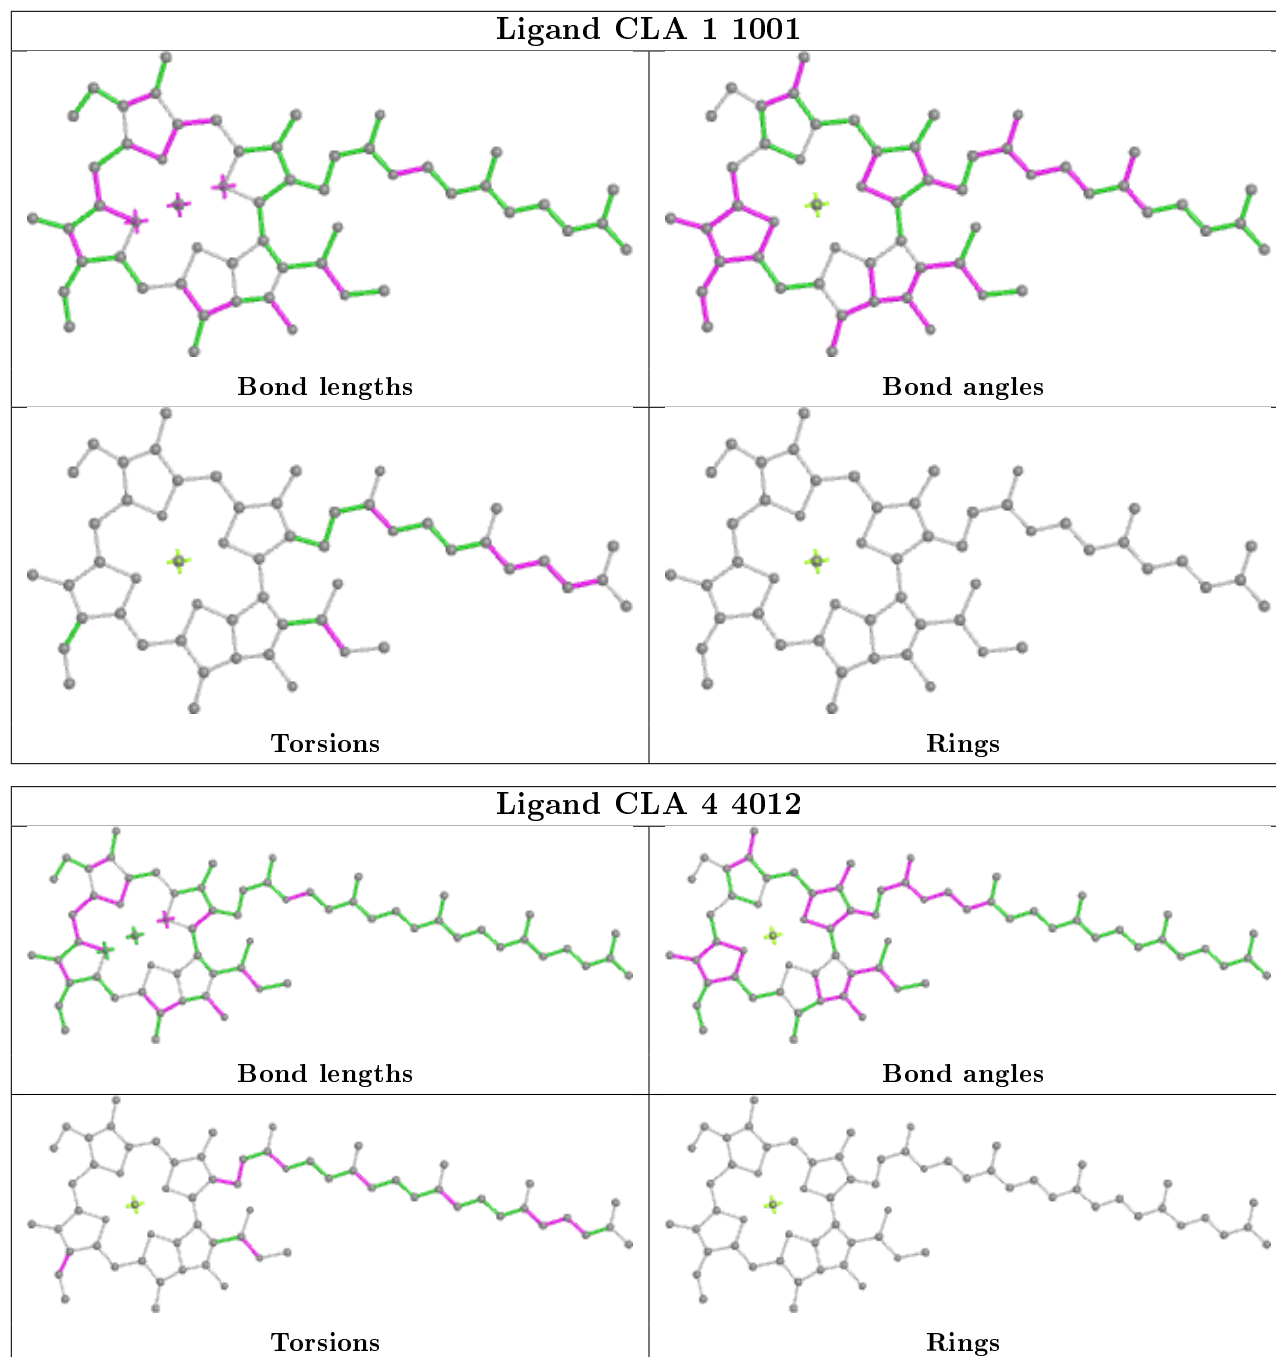 Ligand CLA 1 1001
Bond lengths
Bond angles
Torsions
Rings
Ligand CLA 4 4012
Bond lengths
Bond angles
Torsions
Rings